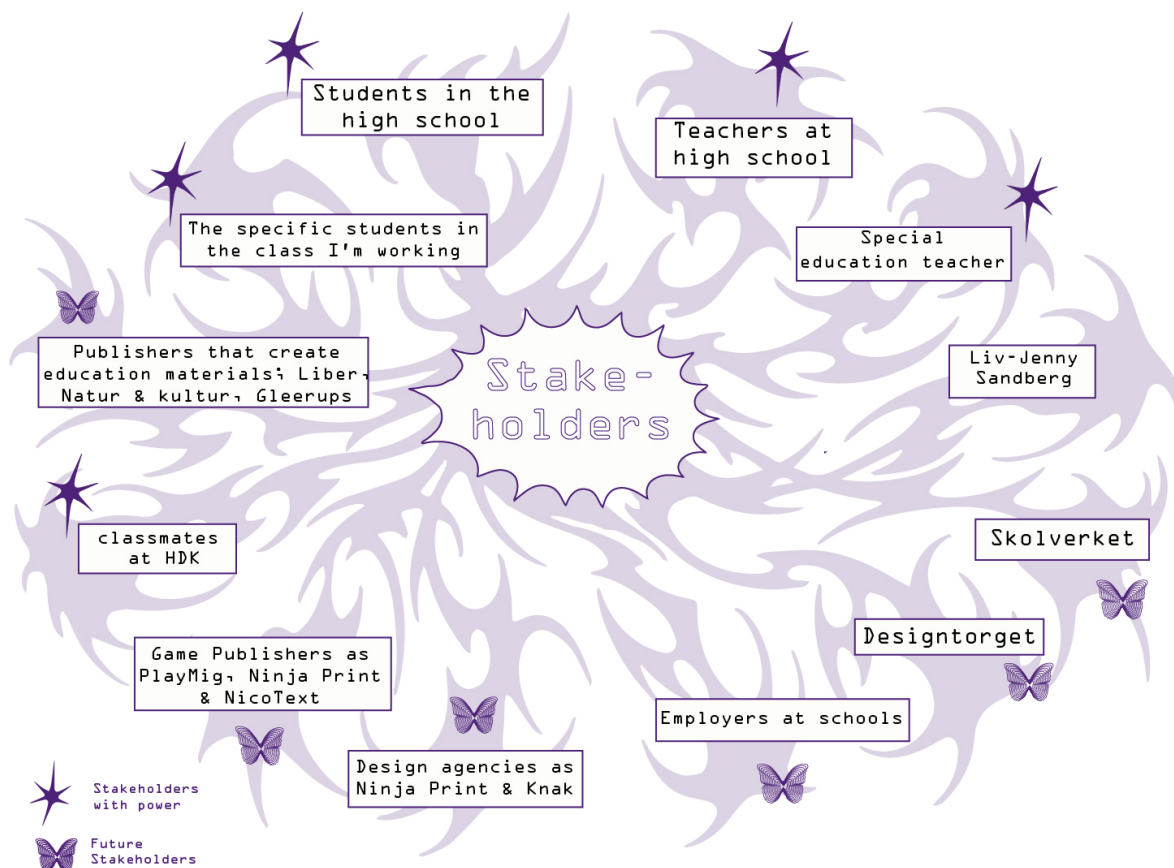 Students in the
high school
Teachers at
high school
The specific students in
the class I'm working
Special
education teacher
Publishers that create
education materials; Liber,
Natur & kultur, Gleerups
Stake-
holders
Liv-Jenny
Sandberg
classmates
at HDK
Skolverket
Designtorget
Game Publishers as
PlayMig, Ninja Print
& NicoText
Employers at schools
Design agencies as
Ninja Print & Knak
Stakeholders
with power
Future
Stakeholders